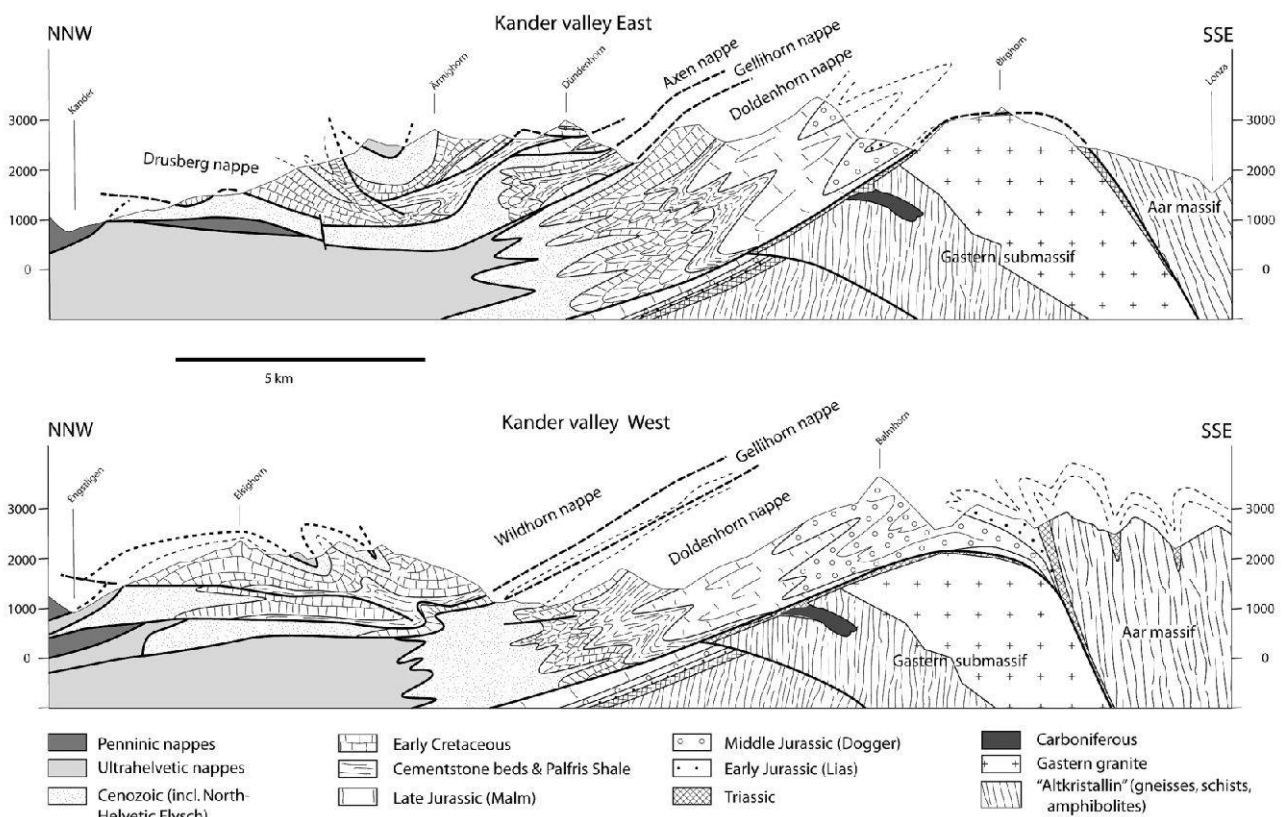 Kander valley East
NNW
SSE
Kander
Ärmighorn
Dündenhorn
Axen nappe
Gellihorn nappe
Doldenhorn nappe
Birghorn
Lonza
Drusberg nappe
3000
2000
1000
0
3000
2000
1000
0
Aar massif
Gastern submassif
5 km
Kander valley West
NNW
SSE
Engstligen
Elsighorn
Wildhorn nappe
Gellihorn nappe
Doldenhorn nappe
Balmhorn
3000
2000
1000
0
3000
2000
1000
0
Aar massif
Gastern submassif
Penninic nappes
Ultrahelvetic nappes
Cenozoic (incl. North-
Helvetic Flysch)
Early Cretaceous
Cementstone beds & Palfris Shale
Late Jurassic (Malm)
Middle Jurassic (Dogger)
Early Jurassic (Lias)
Triassic
Carboniferous
Gastern granite
"Altkristallin" (gneisses, schists,
amphibolites)